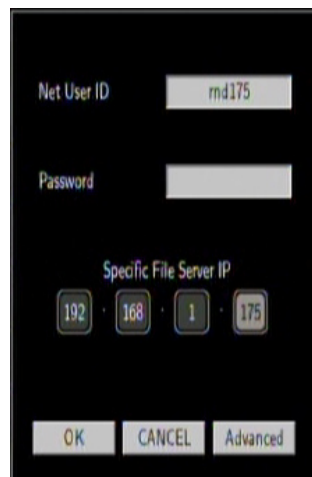 Net User ID rnd175
Password
Specific File Server IP
192 · 168 · 1 · 175
OK CANCEL Advanced